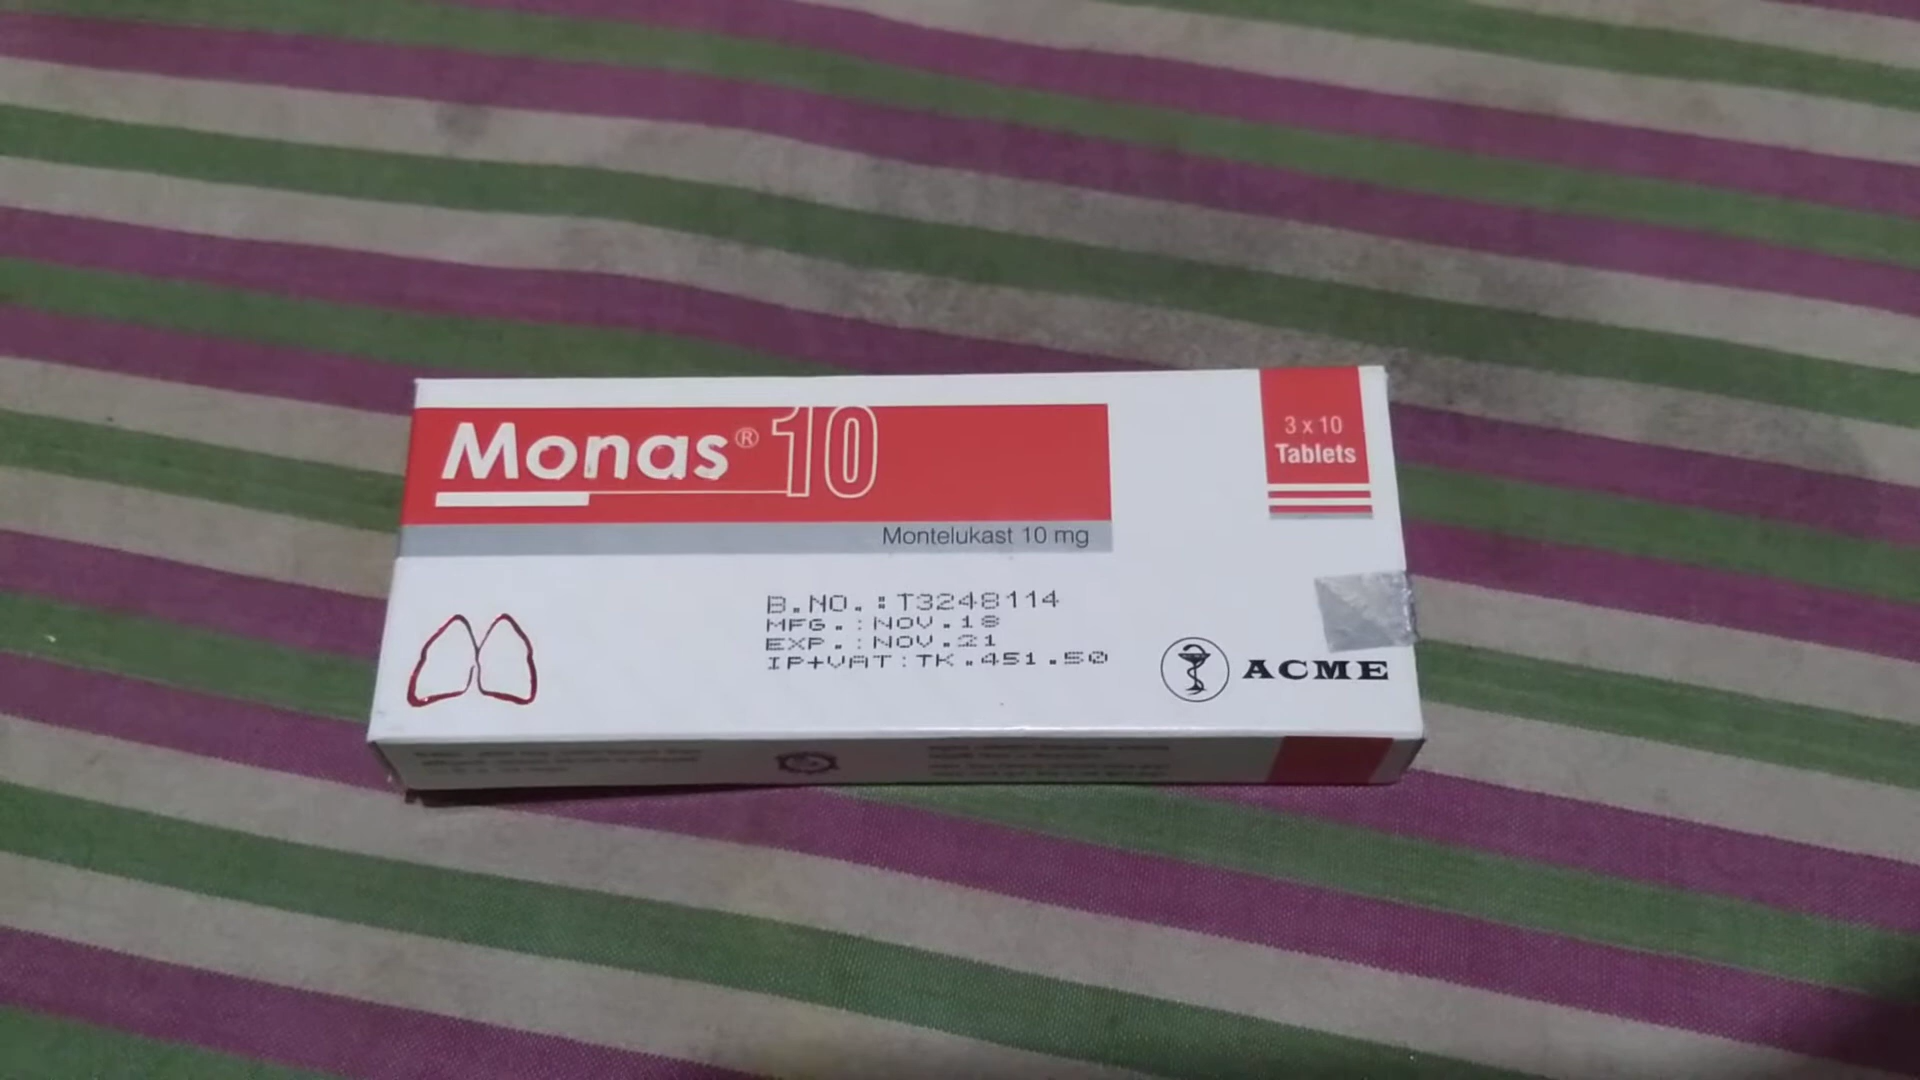 Monas® 10
Montelukast 10 mg
3 x 10
Tablets
B.NO.:T3248114
MFG.:NOV.18
EXP.:NOV.21
IP+VAT:TK.451.50
ACME